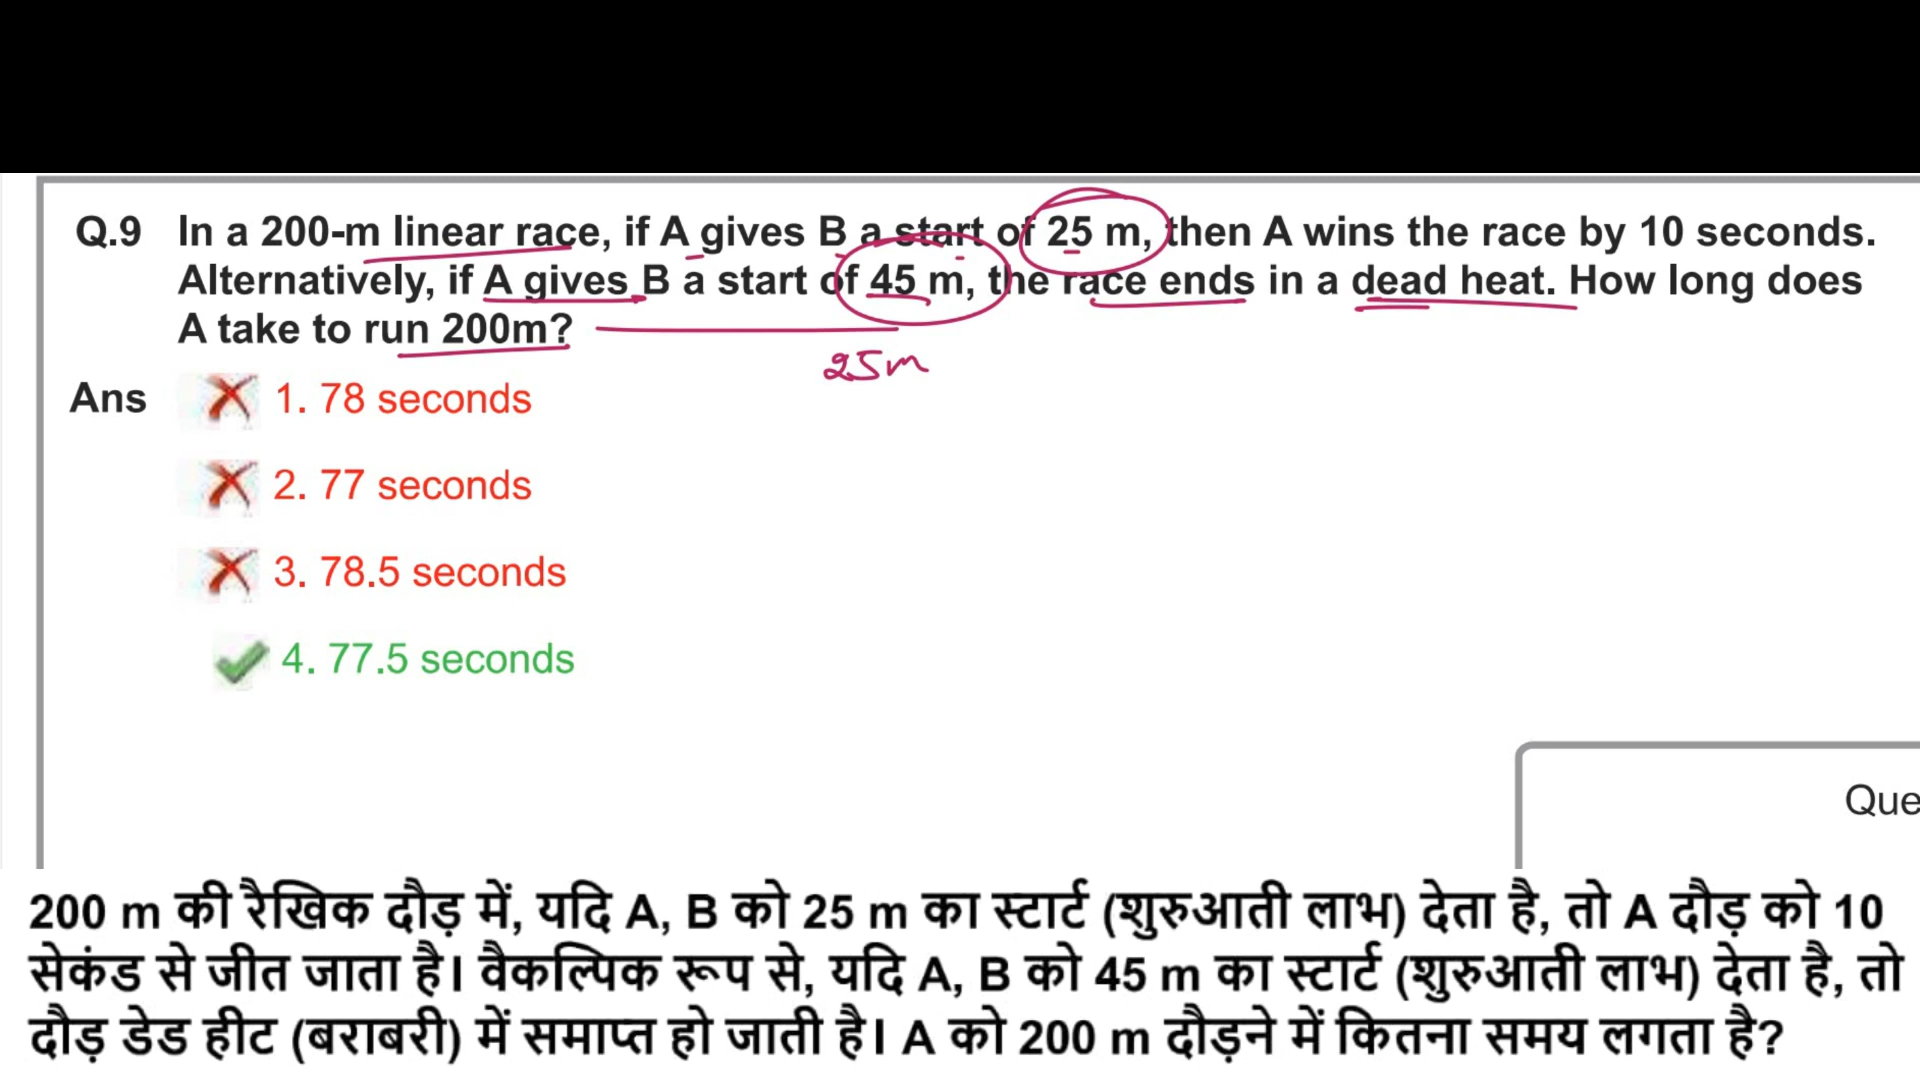 Q.9 In a 200-m linear race, if A gives B a start of 25 m, then A wins the race by 10 seconds.
Alternatively, if A gives B a start of 45 m, the race ends in a dead heat. How long does
A take to run 200m?
25m
Ans 1. 78 seconds
2. 77 seconds
3. 78.5 seconds
4. 77.5 seconds
Que
200 m की रैखिक दौड़ में, यदि A, B को 25 m का स्टार्ट (शुरुआती लाभ) देता है, तो A दौड़ को 10
सेकंड से जीत जाता है। वैकल्पिक रूप से, यदि A, B को 45 m का स्टार्ट (शुरुआती लाभ) देता है, तो
दौड़ डेड हीट (बराबरी) में समाप्त हो जाती है। A को 200 m दौड़ने में कितना समय लगता है?